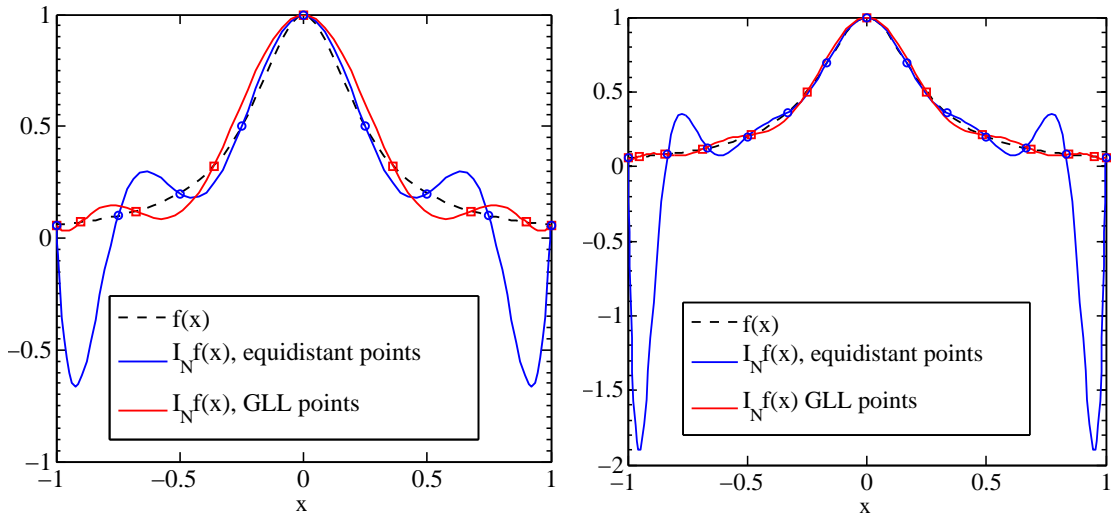 1
0.5
0
−0.5
−1
−1
−0.5
0
0.5
1
x
f(x)
I_N f(x), equidistant points
I_N f(x), GLL points
1
0.5
0
−0.5
−1
−1.5
−2
−1
−0.5
0
0.5
1
x
f(x)
I_N f(x), equidistant points
I_N f(x) GLL points